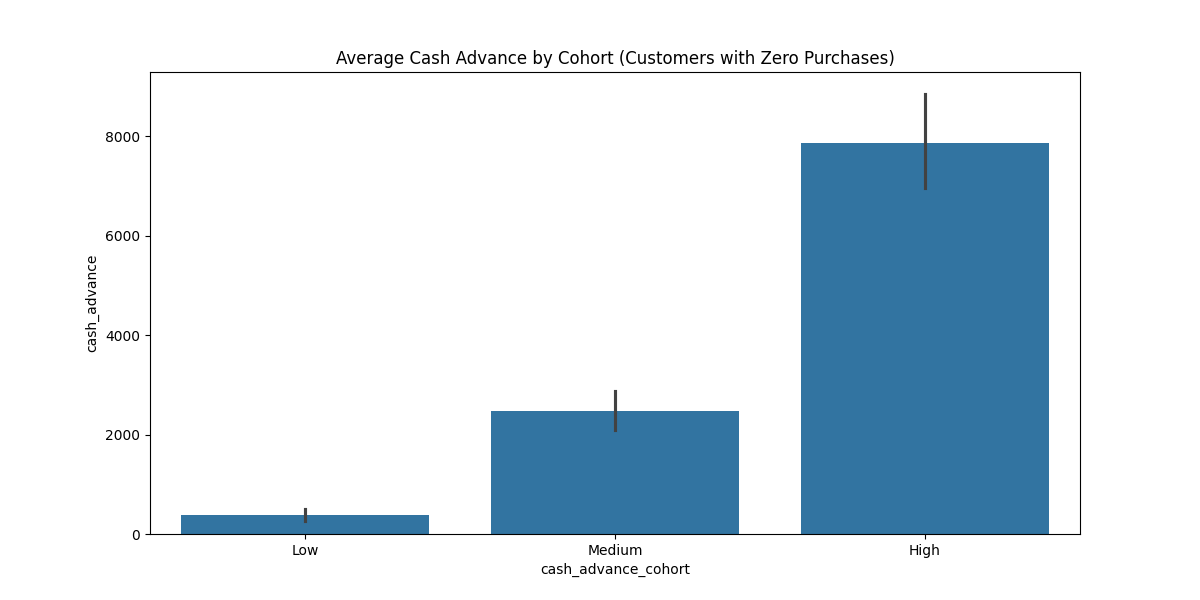 Average Cash Advance by Cohort (Customers with Zero Purchases)
8000
6000
4000
2000
0
cash_advance
Low Medium High
cash_advance_cohort